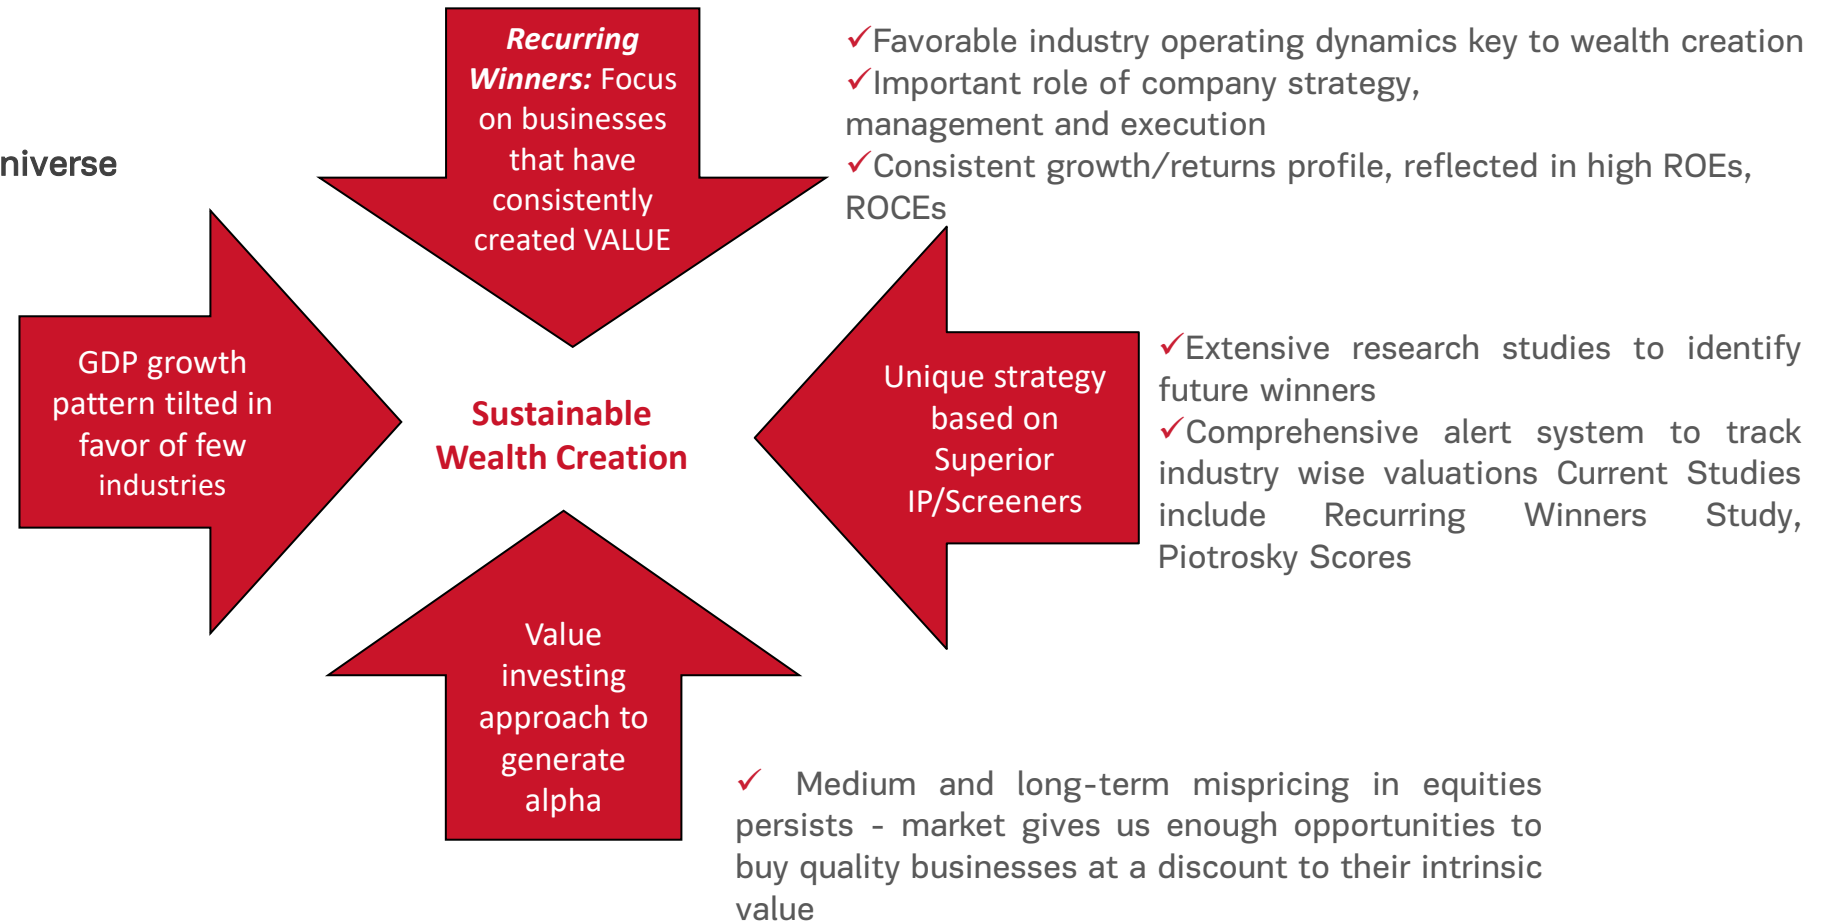 Recurring
Winners: Focus
on businesses
that have
consistently
created VALUE
✓Favorable industry operating dynamics key to wealth creation
✓Important role of company strategy,
management and execution
✓Consistent growth/returns profile, reflected in high ROEs,
ROCEs
niverse
GDP growth
pattern tilted in
favor of few
industries
Sustainable
Wealth Creation
Unique strategy
based on
Superior
IP/Screeners
✓Extensive research studies to identify
future winners
✓Comprehensive alert system to track
industry wise valuations Current Studies
include Recurring Winners Study,
Piotrosky Scores
Value
investing
approach to
generate
alpha
✓ Medium and long-term mispricing in equities
persists - market gives us enough opportunities to
buy quality businesses at a discount to their intrinsic
value